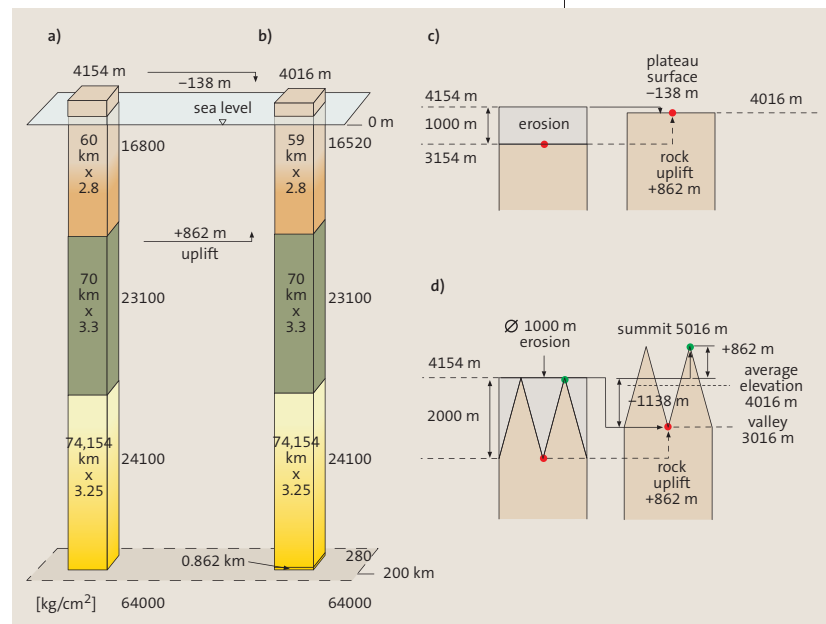 a)
b)
4154 m
−138 m
4016 m
sea level
0 m
60
km
x
2.8
16800
59
km
x
2.8
16520
+862 m
uplift
70
km
x
3.3
23100
70
km
x
3.3
23100
74,154
km
x
3.25
24100
74,154
km
x
3.25
24100
0.862 km
280
200 km
[kg/cm²]
64000
64000
c)
plateau
surface
−138 m
4154 m
4016 m
1000 m
erosion
3154 m
rock
uplift
+862 m
d)
Ø 1000 m
erosion
summit 5016 m
4154 m
+862 m
average
elevation
4016 m
2000 m
−1138 m
valley
3016 m
rock
uplift
+862 m